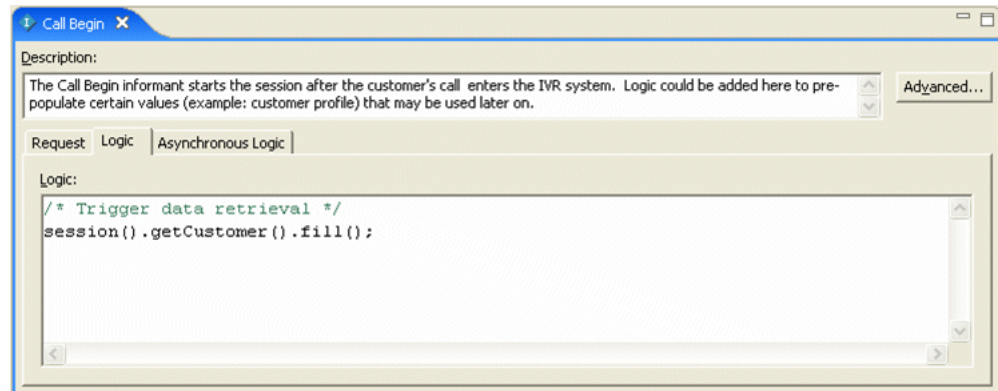 Call Begin
Description:
The Call Begin informant starts the session after the customer's call enters the IVR system. Logic could be added here to pre-
populate certain values (example: customer profile) that may be used later on.
Advanced...
Request Logic Asynchronous Logic
Logic:
/* Trigger data retrieval */
session().getCustomer().fill();